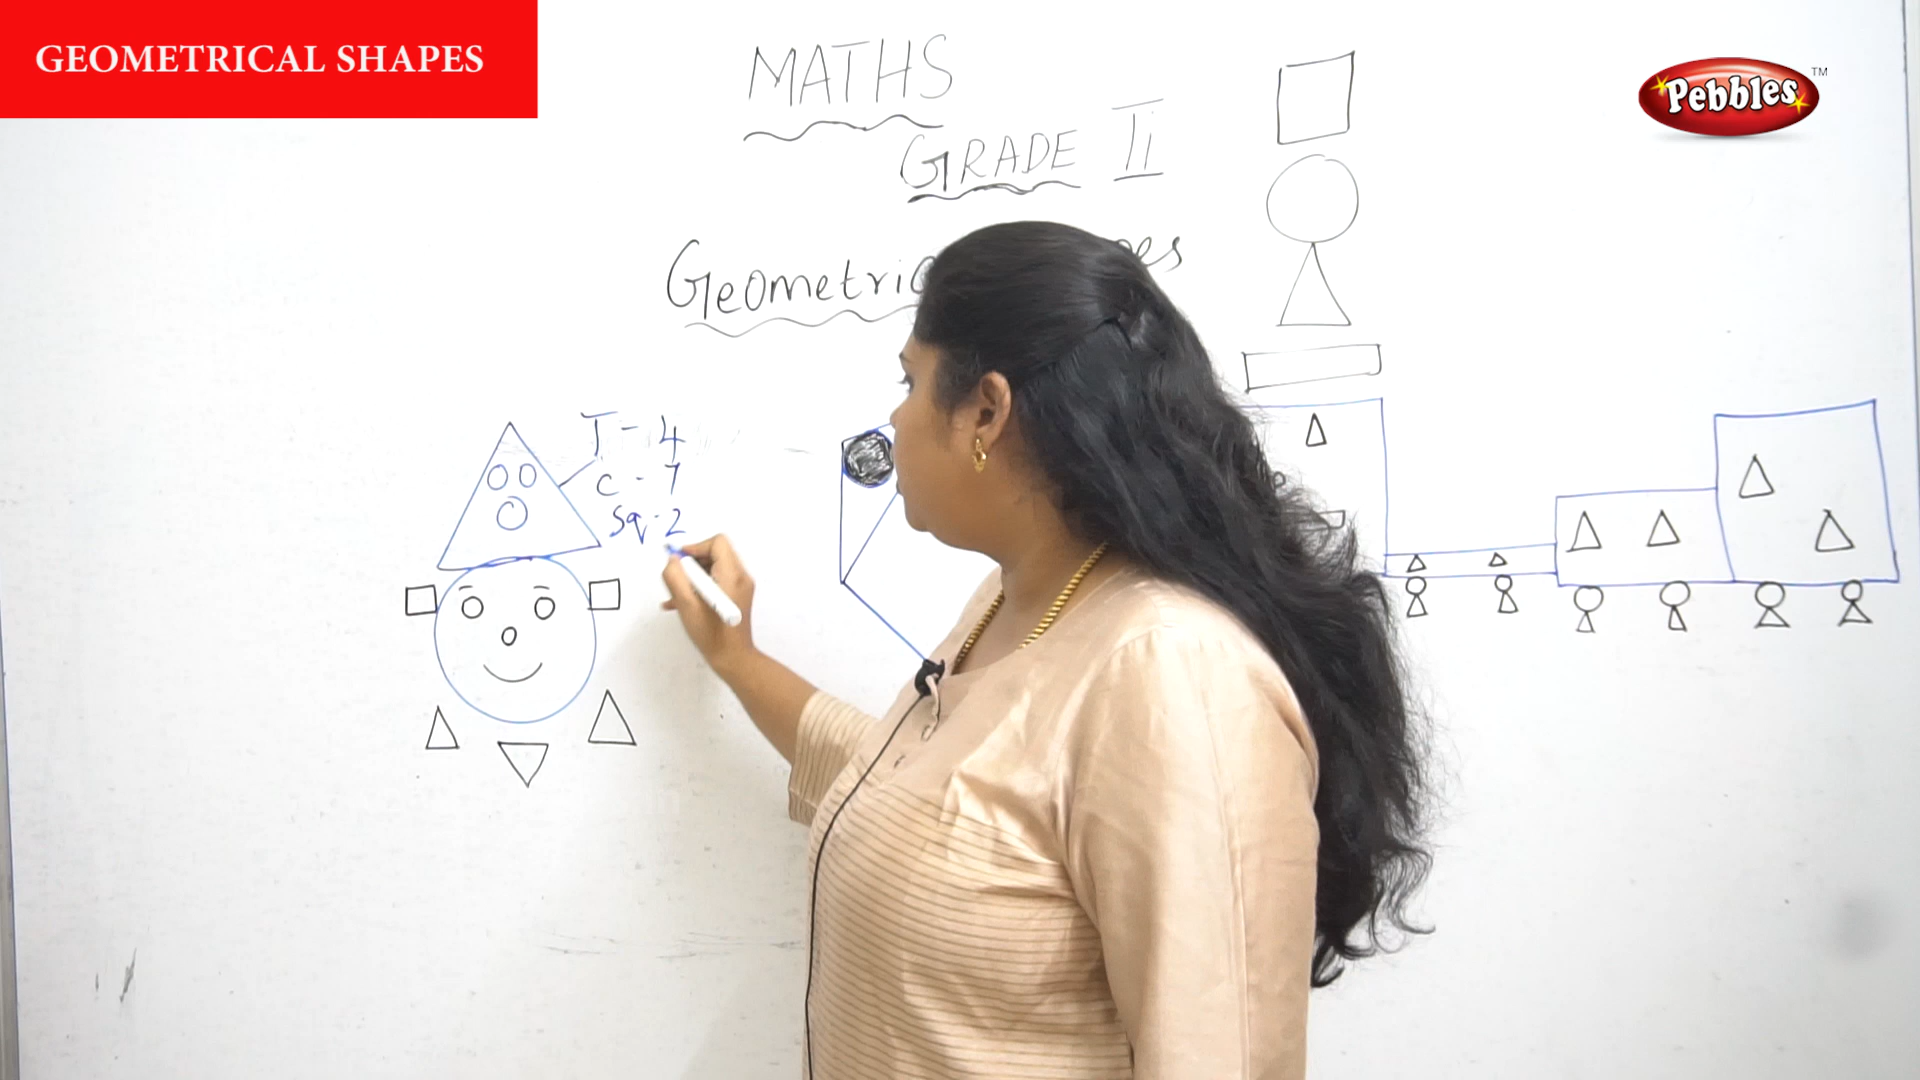 GEOMETRICAL SHAPES
Pebbles TM
MATHS
GRADE II
T - 4
C - 7
Sq - 2